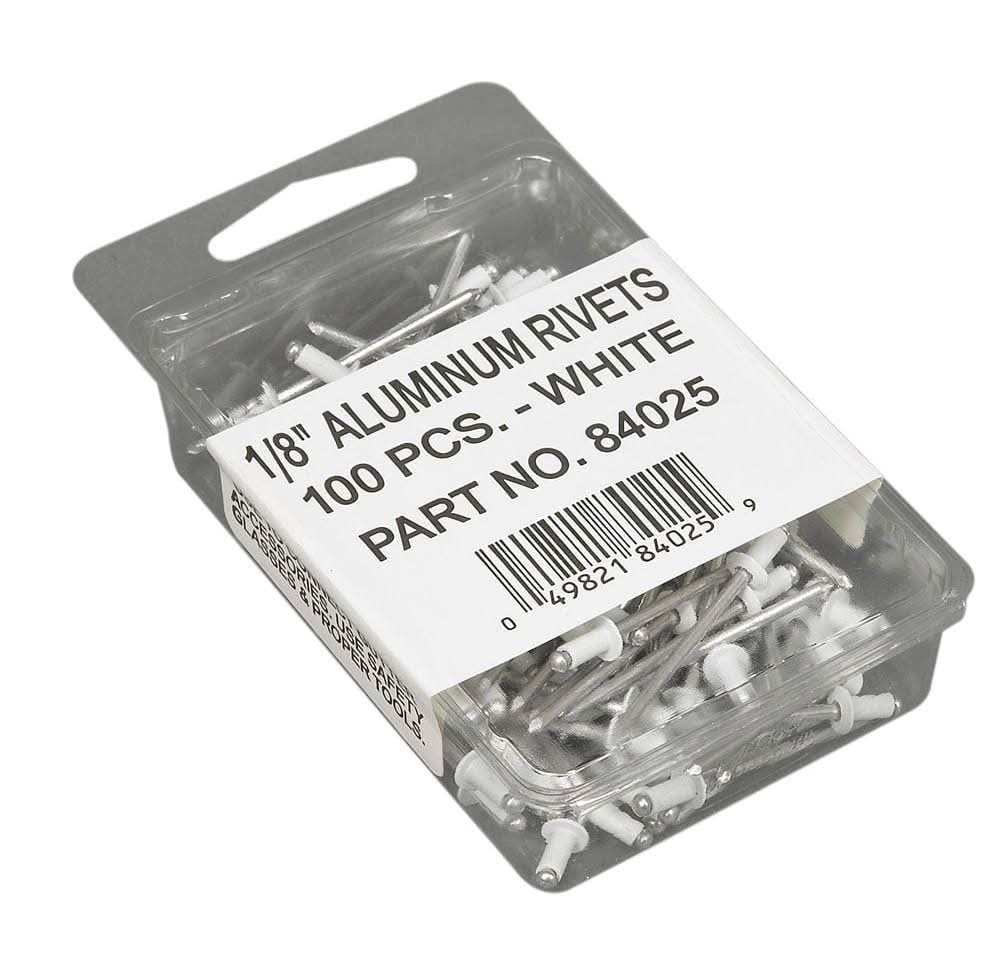 1/8" ALUMINUM RIVETS
100 PCS. - WHITE
PART NO. 84025
0 49821 84025 9
ACCESSORIES. USE SAFETY
GLASSES & PROPER TOOLS.